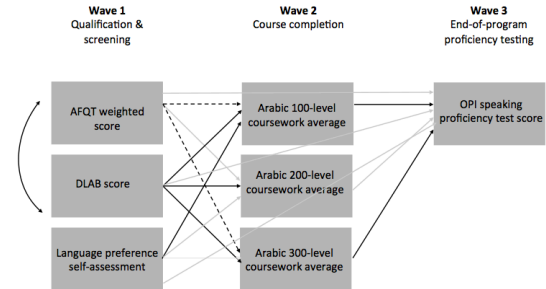 Wave 1
Qualification &
screening
Wave 2
Course completion
Wave 3
End-of-program
proficiency testing
AFQT weighted
score
DLAB score
Language preference
self-assessment
Arabic 100-level
coursework average
Arabic 200-level
coursework average
Arabic 300-level
coursework average
OPI speaking
proficiency test score